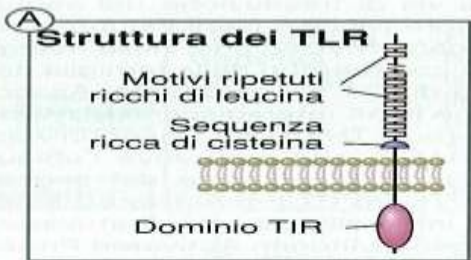 A
Struttura dei TLR
Motivi ripetuti
ricchi di leucina
Sequenza
ricca di cisteina
Dominio TIR